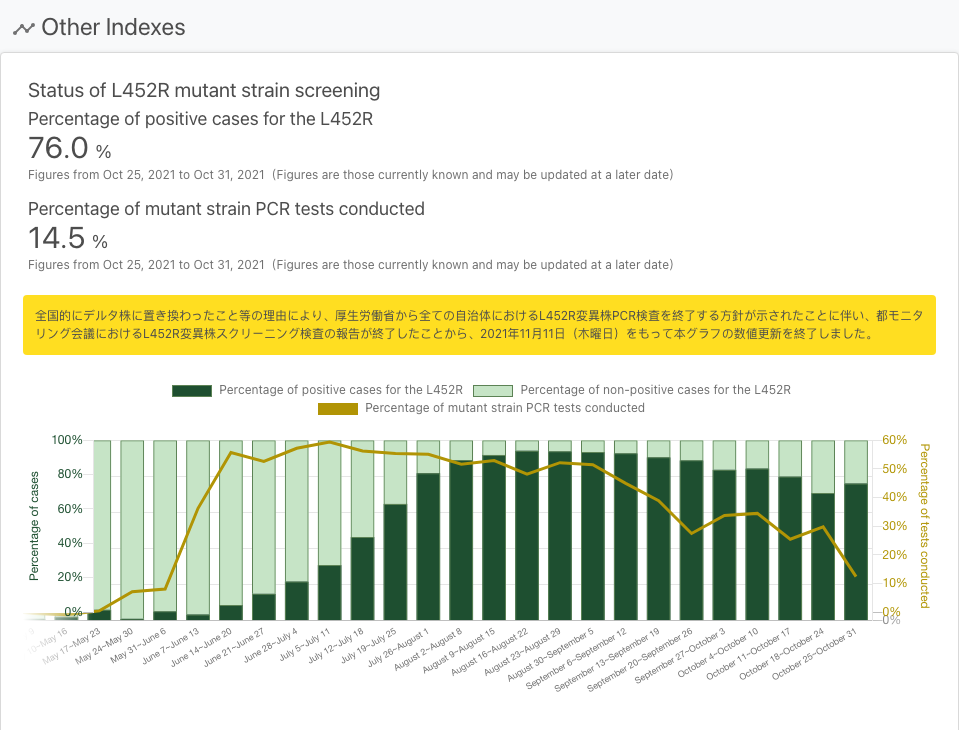 Other Indexes
Status of L452R mutant strain screening
Percentage of positive cases for the L452R
76.0 %
Figures from Oct 25, 2021 to Oct 31, 2021 (Figures are those currently known and may be updated at a later date)
Percentage of mutant strain PCR tests conducted
14.5 %
Figures from Oct 25, 2021 to Oct 31, 2021 (Figures are those currently known and may be updated at a later date)
全国的にデルタ株に置き換わったこと等の理由により、厚生労働省から全ての自治体におけるL452R変異株PCR検査を終了する方針が示されたことに伴い、都モニタ
リング会議におけるL452R変異株スクリーニング検査の報告が終了したことから、2021年11月11日（木曜日）をもって本グラフの数値更新を終了しました。
Percentage of positive cases for the L452R
Percentage of non-positive cases for the L452R
Percentage of mutant strain PCR tests conducted
Percentage of cases
100%
80%
60%
40%
20%
0%
60%
50%
40%
30%
20%
10%
0%
0%
Percentage of tests conducted
May 16
May 17~May 23
May 24~May 30
May 31~June 6
June 7~June 13
June 14~June 20
June 21~June 27
June 28~July 4
July 5~July 11
July 12~July 18
July 19~July 25
July 26~August 1
August 2~August 8
August 9~August 15
August 16~August 22
August 23~August 29
August 30~September 5
September 6~September 12
September 13~September 19
September 20~September 26
September 27~October 3
October 4~October 10
October 11~October 17
October 18~October 24
October 25~October 31